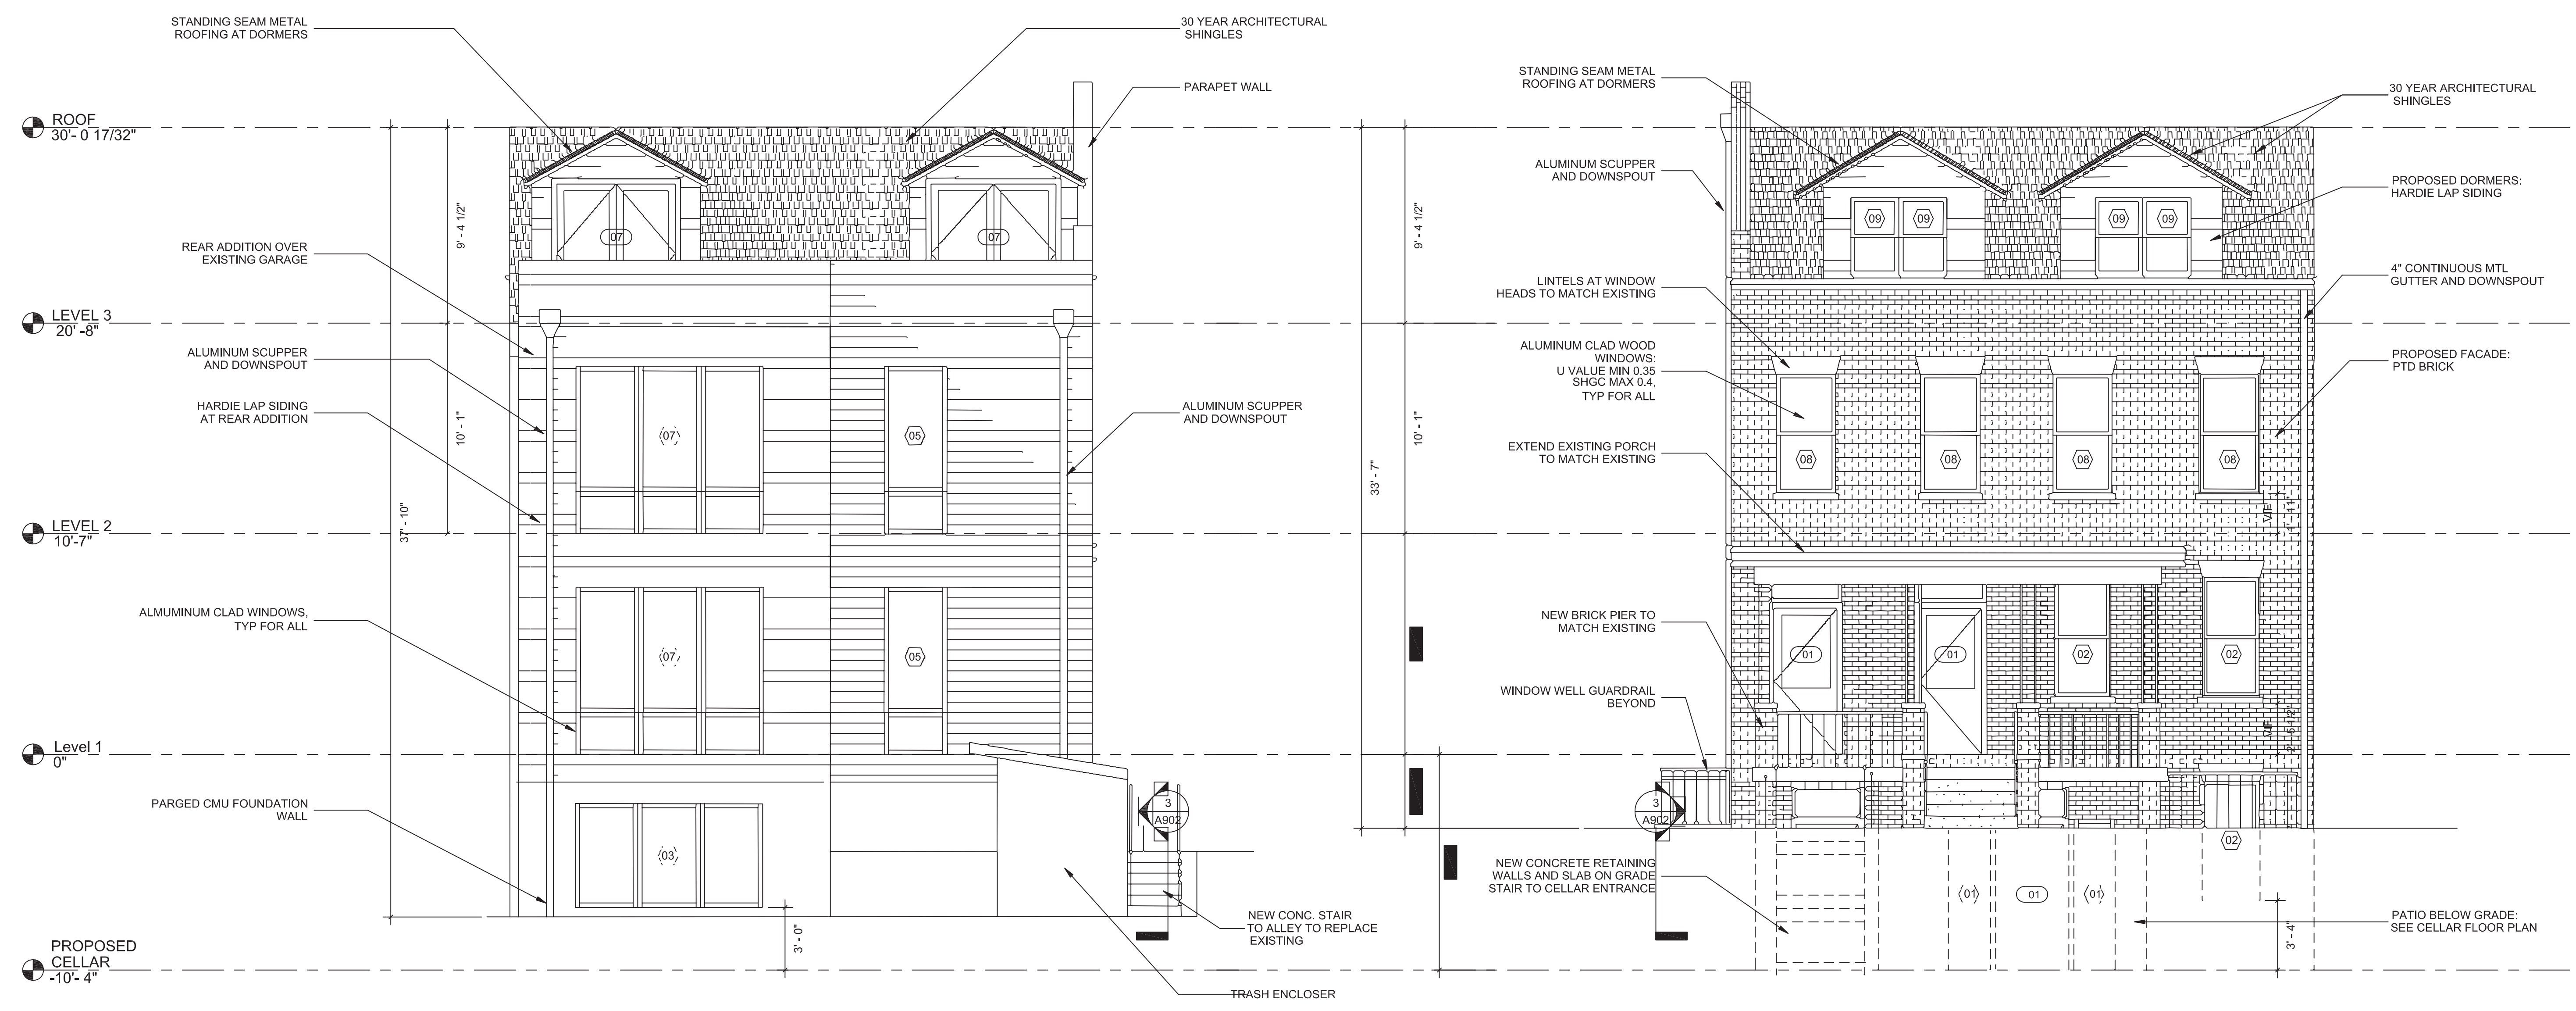 STANDING SEAM METAL
ROOFING AT DORMERS
30 YEAR ARCHITECTURAL
SHINGLES
PARAPET WALL
ROOF
30'- 0 17/32"
9' - 4 1/2"
07
07
REAR ADDITION OVER
EXISTING GARAGE
LEVEL 3
20' -8"
ALUMINUM SCUPPER
AND DOWNSPOUT
HARDIE LAP SIDING
AT REAR ADDITION
10' - 1"
07
05
ALUMINUM SCUPPER
AND DOWNSPOUT
37' - 10"
LEVEL 2
10'-7"
ALMUMINUM CLAD WINDOWS,
TYP FOR ALL
07
05
Level 1
0"
PARGED CMU FOUNDATION
WALL
03
3
A902
NEW CONC. STAIR
TO ALLEY TO REPLACE
EXISTING
3' - 0"
PROPOSED
CELLAR
-10'- 4"
TRASH ENCLOSER
STANDING SEAM METAL
ROOFING AT DORMERS
30 YEAR ARCHITECTURAL
SHINGLES
ALUMINUM SCUPPER
AND DOWNSPOUT
PROPOSED DORMERS:
HARDIE LAP SIDING
9' - 4 1/2"
09
09
09
09
LINTELS AT WINDOW
HEADS TO MATCH EXISTING
4" CONTINUOUS MTL
GUTTER AND DOWNSPOUT
ALUMINUM CLAD WOOD
WINDOWS:
U VALUE MIN 0.35
SHGC MAX 0.4,
TYP FOR ALL
PROPOSED FACADE:
PTD BRICK
10' - 1"
33' - 7"
EXTEND EXISTING PORCH
TO MATCH EXISTING
08
08
08
08
VIF
1' - 11"
NEW BRICK PIER TO
MATCH EXISTING
01
01
02
02
WINDOW WELL GUARDRAIL
BEYOND
VIF
2' - 5 1/2"
3
A902
02
NEW CONCRETE RETAINING
WALLS AND SLAB ON GRADE
STAIR TO CELLAR ENTRANCE
01
01
01
PATIO BELOW GRADE:
SEE CELLAR FLOOR PLAN
3' - 4"